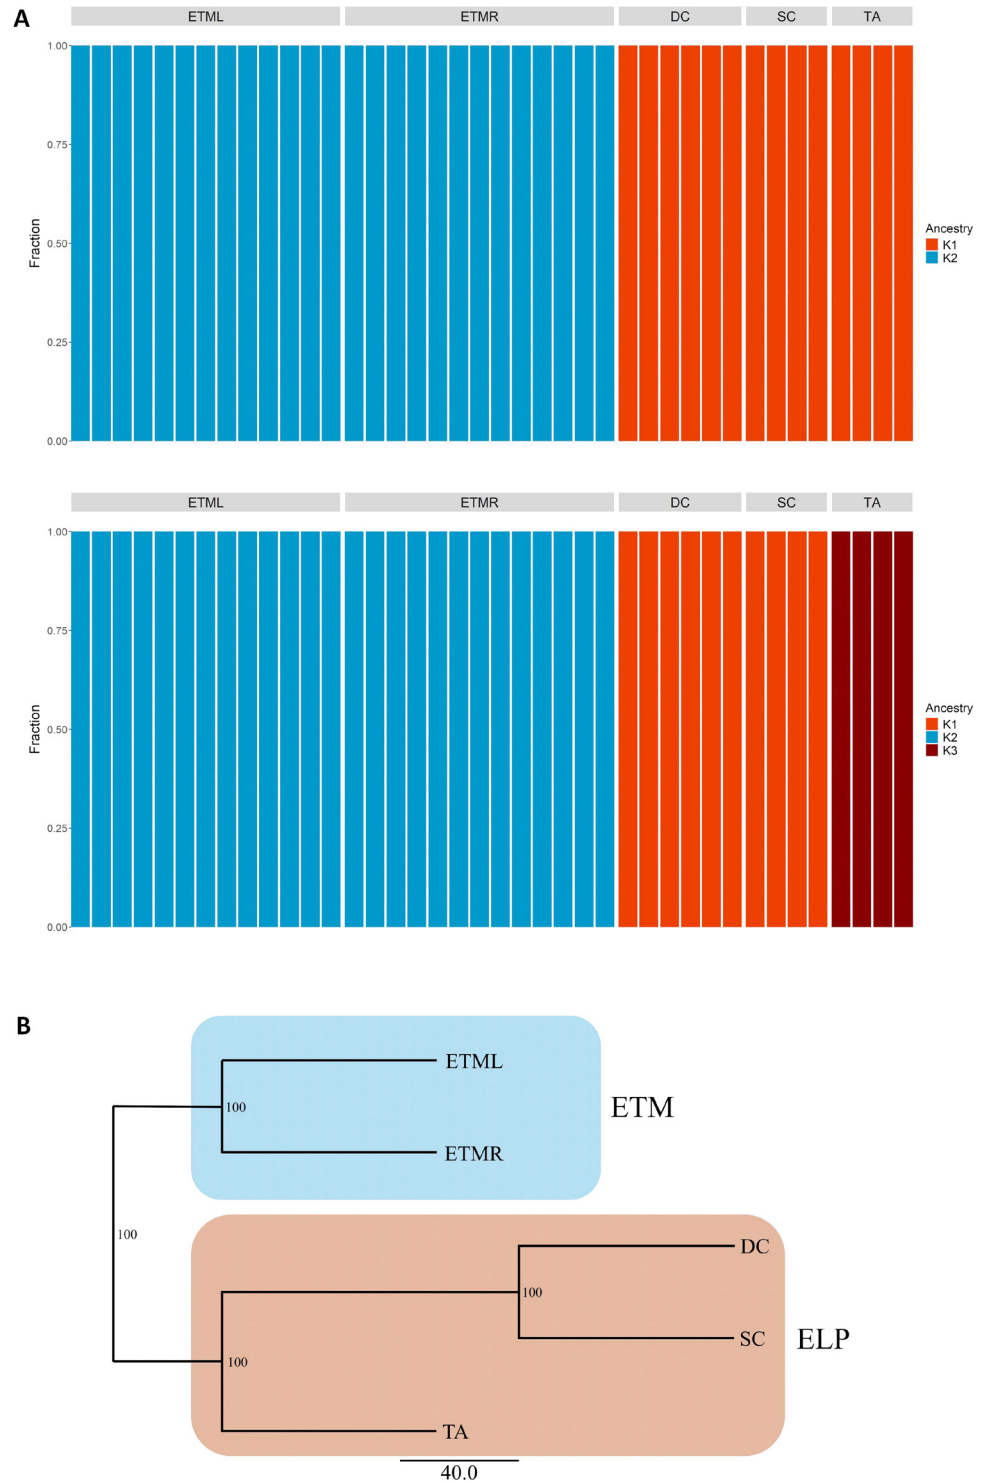 A
ETML ETMR DC SC TA
1.00
0.75
0.50
0.25
0.00
Fraction
Ancestry
K1
K2
ETML ETMR DC SC TA
1.00
0.75
0.50
0.25
0.00
Fraction
Ancestry
K1
K2
K3
B
ETML
100
ETM
ETMR
100
DC
100
SC
ELP
100
TA
40.0